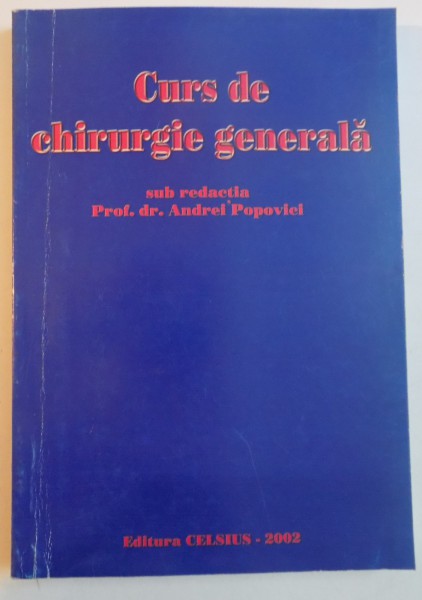 Curs de
chirurgie generală
sub redacția
Prof. dr. Andrei Popovici
Editura CELSIUS - 2002